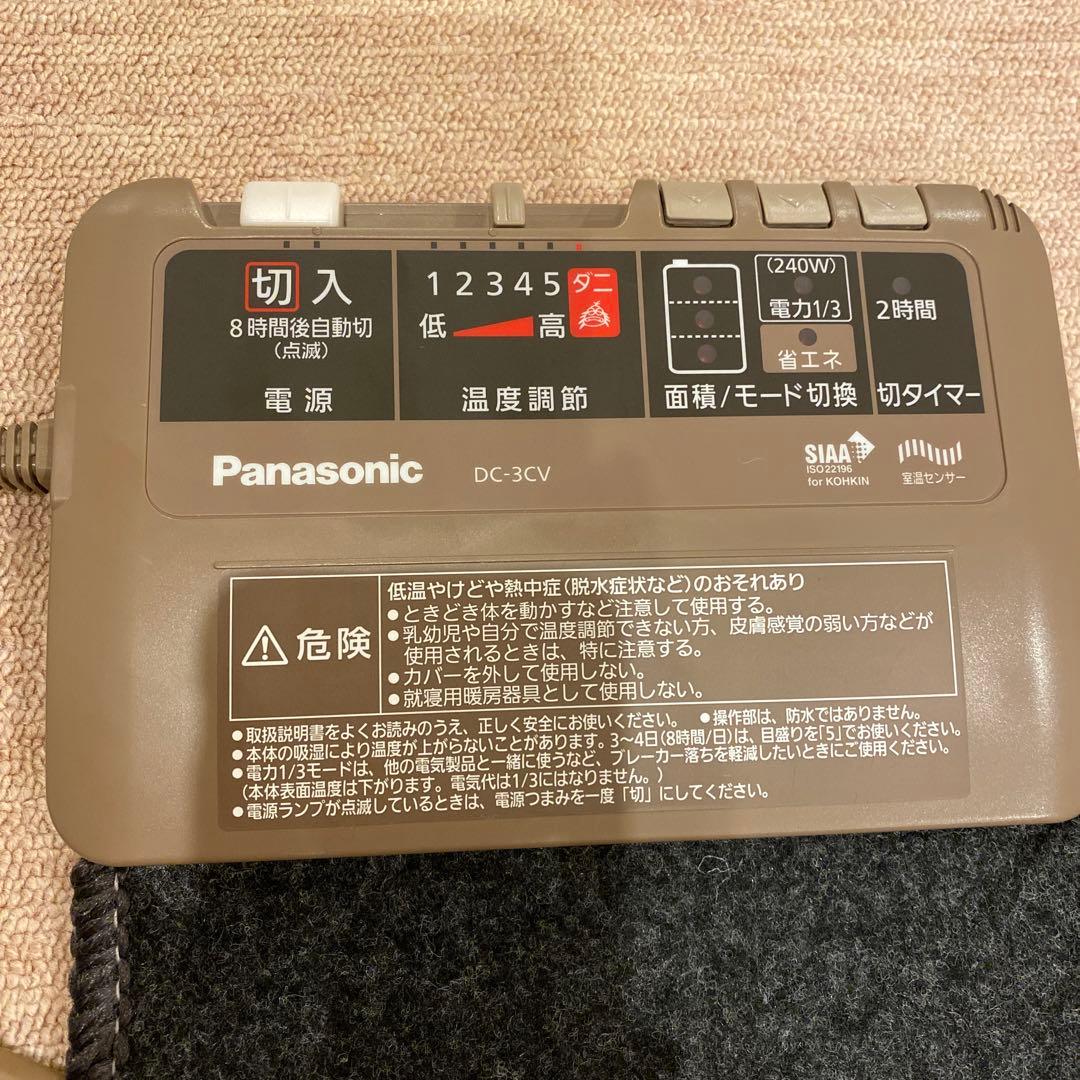 切 入
8時間後自動切
(点滅)
電源
1 2 3 4 5 ダニ
低 高
温度調節
(240W)
電力1/3
省エネ
面積/モード切換
2時間
切タイマー
Panasonic DC-3CV
SIAA
ISO22196
for KOHKIN
室温センサー
危険
低温やけどや熱中症(脱水症状など)のおそれあり
●ときどき体を動かすなど注意して使用する。
●乳幼児や自分で温度調節できない方、皮膚感覚の弱い方などが
使用されるときは、特に注意する。
●カバーを外して使用しない。
●就寝用暖房器具として使用しない。
●取扱説明書をよくお読みのうえ、正しく安全にお使いください。 ●操作部は、防水ではありません。
●本体の吸湿により温度が上がらないことがあります。3~4日(8時間/日)は、目盛りを「5」でお使いください。
●電力1/3モードは、他の電気製品と一緒に使うなど、ブレーカー落ちを軽減したいときにご使用ください。
(本体表面温度は下がります。電気代は1/3にはなりません。)
●電源ランプが点滅しているときは、電源つまみを一度「切」にしてください。